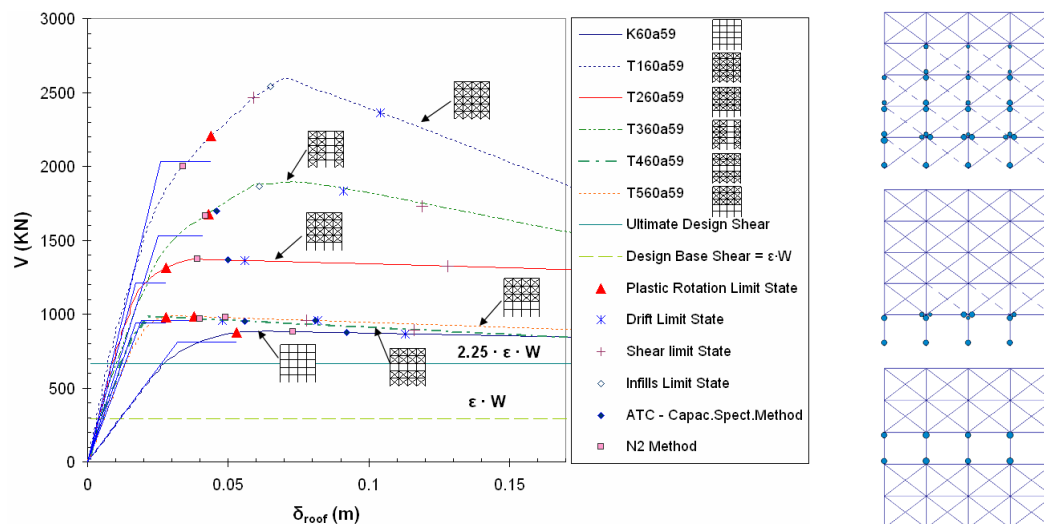 3000
2500
2000
1500
1000
500
0
V (KN)
0
0.05
0.1
0.15
δroof (m)
2.25 · ε · W
ε · W
K60a59
T160a59
T260a59
T360a59
T460a59
T560a59
Ultimate Design Shear
Design Base Shear = ε·W
Plastic Rotation Limit State
Drift Limit State
Shear limit State
Infills Limit State
ATC - Capac.Spect.Method
N2 Method